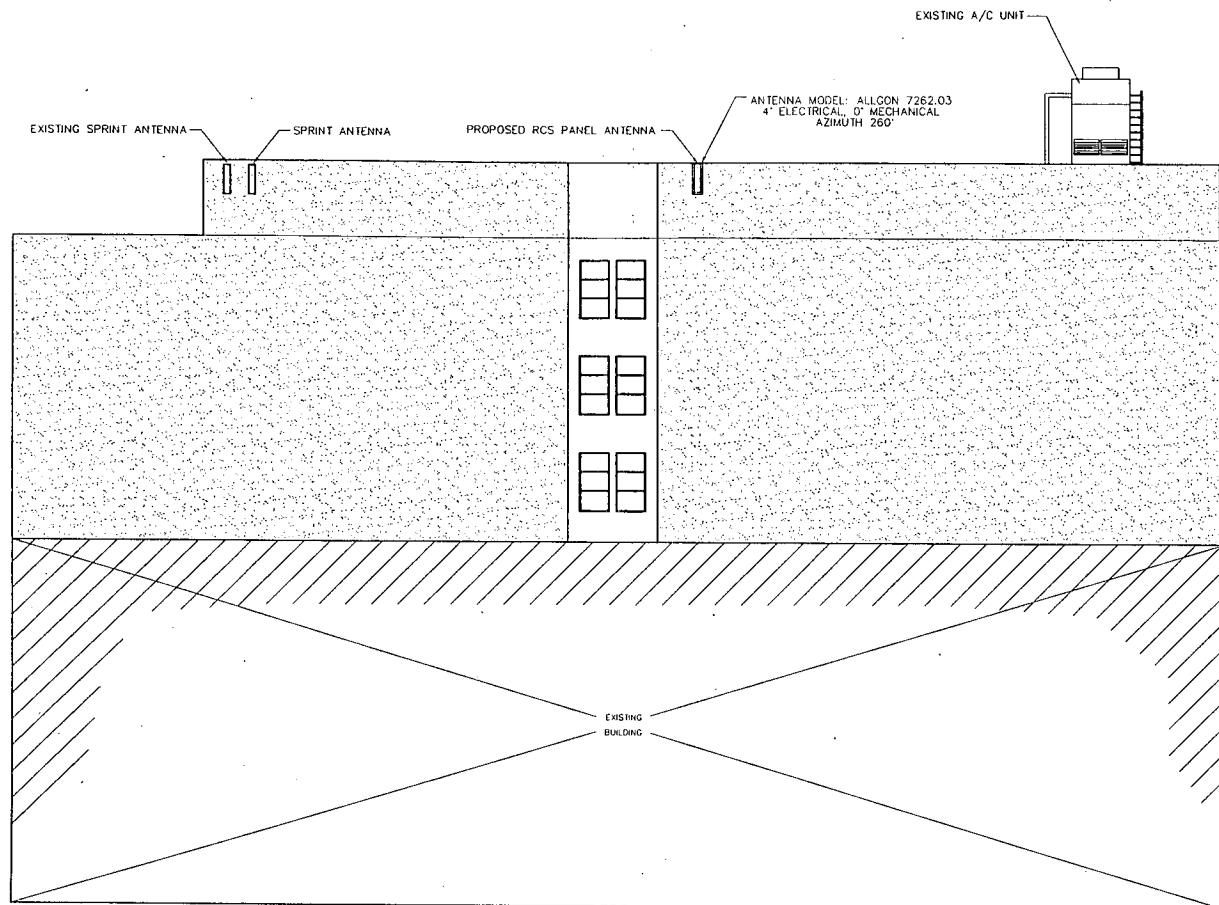 EXISTING A/C UNIT
ANTENNA MODEL: ALLGON 7262.03
4° ELECTRICAL, 0° MECHANICAL
AZIMUTH 260°
EXISTING SPRINT ANTENNA
SPRINT ANTENNA
PROPOSED RCS PANEL ANTENNA
EXISTING
BUILDING